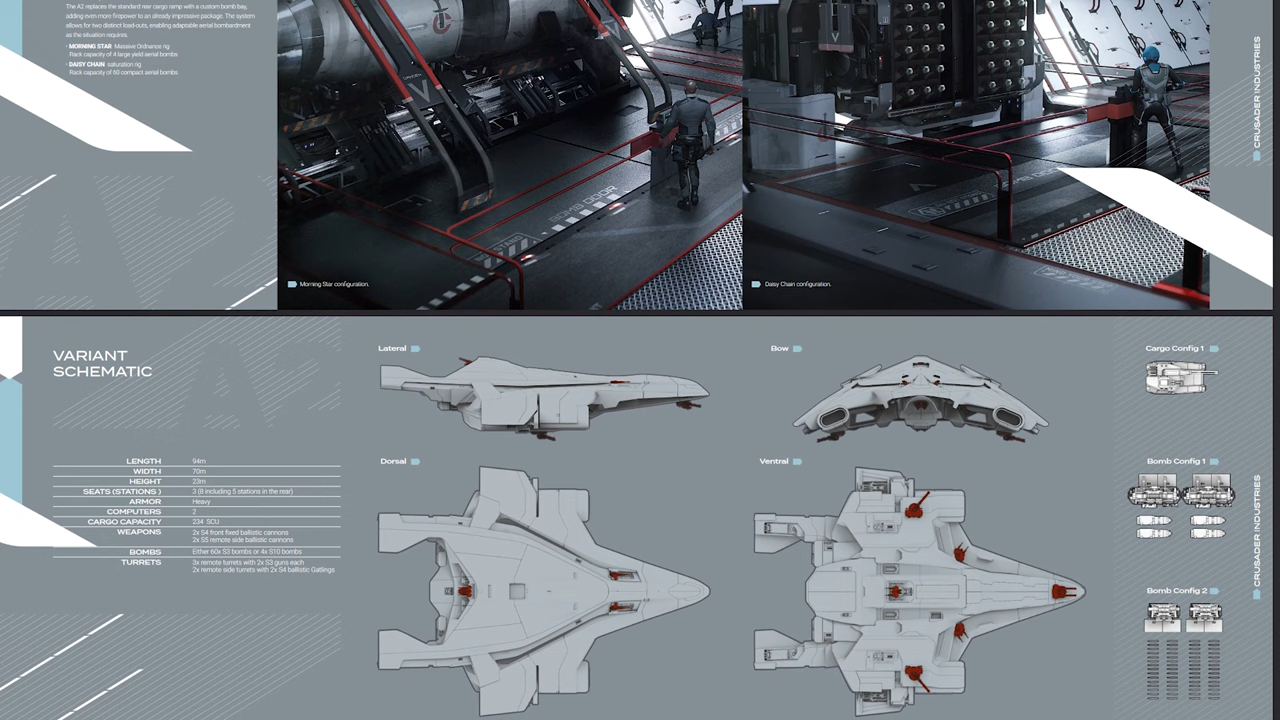 The A2 replaces the standard rear cargo ramp with a custom bomb bay,
adding even more firepower to an already impressive package. The system
allows for two distinct load-outs, enabling adaptable aerial bombardment
as the situation requires.
· MORNING STAR Massive Ordnance rig
Rack capacity of 4 large yield aerial bombs
· DAISY CHAIN saturation rig
Rack capacity of 60 compact aerial bombs
BOMB DROP
Morning Star configuration.
Daisy Chain configuration.
CRUSADER INDUSTRIES
VARIANT
SCHEMATIC
LENGTH 94m
WIDTH 70m
HEIGHT 23m
SEATS (STATIONS ) 3 (8 including 5 stations in the rear)
ARMOR Heavy
COMPUTERS 2
CARGO CAPACITY 234 SCU
WEAPONS 2x S4 front fixed ballistic cannons
2x S5 remote side ballistic cannons
BOMBS Either 60x S3 bombs or 4x S10 bombs
TURRETS 3x remote turrets with 2x S3 guns each
2x remote side turrets with 2x S4 ballistic Gatlings
Lateral
Bow
Dorsal
Ventral
Cargo Config 1
Bomb Config 1
Bomb Config 2
CRUSADER INDUSTRIES